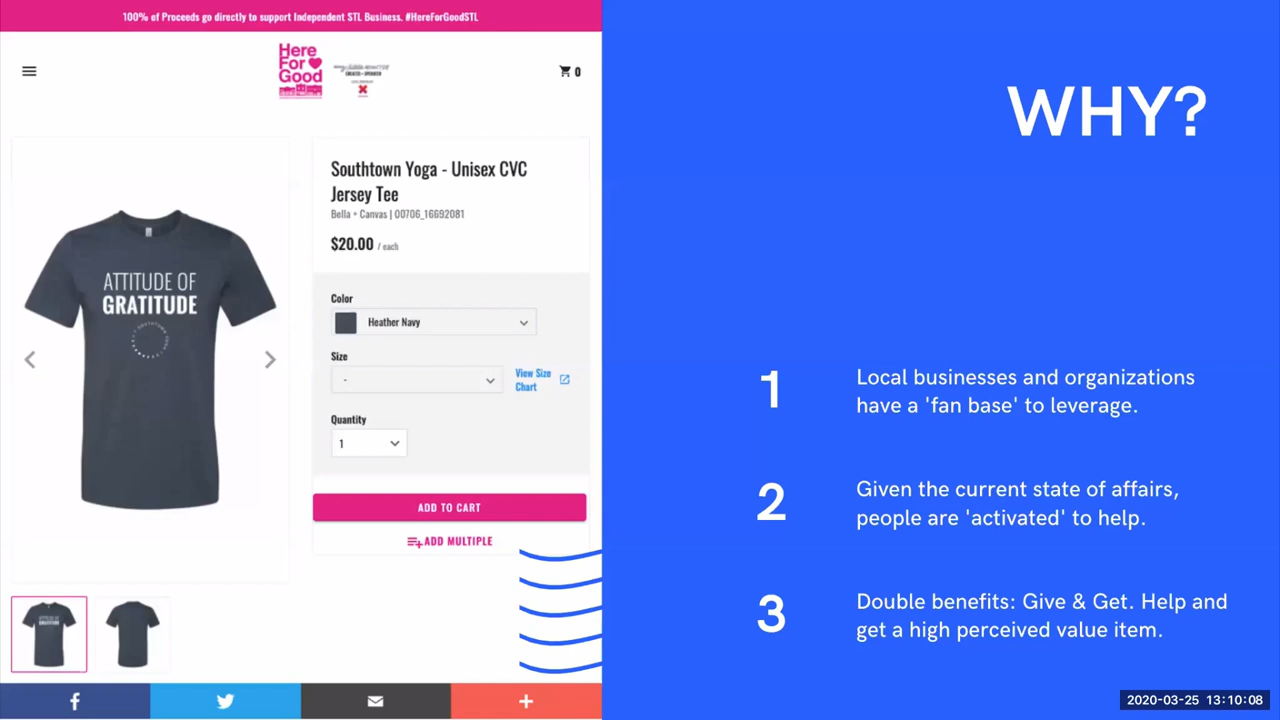 100% of Proceeds go directly to support Independent STL Business. #HereForGoodSTL
Here
For
Good
0
Southtown Yoga - Unisex CVC
Jersey Tee
Bella + Canvas | 00706_16692081
$20.00 / each
ATTITUDE OF
GRATITUDE
Color
Heather Navy
Size
-
View Size
Chart
Quantity
1
ADD TO CART
ADD MULTIPLE
ATTITUDE OF
GRATITUDE
WHY?
1
Local businesses and organizations
have a 'fan base' to leverage.
2
Given the current state of affairs,
people are 'activated' to help.
3
Double benefits: Give & Get. Help and
get a high perceived value item.
2020-03-25 13:10:08